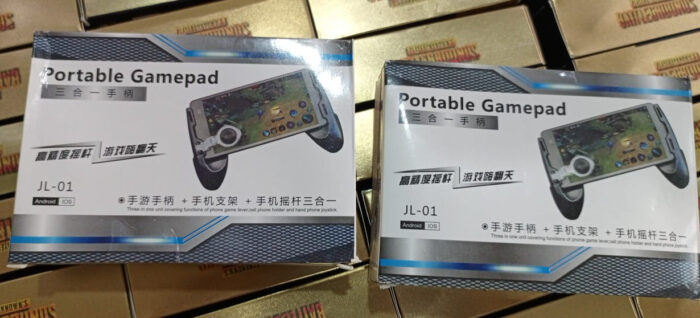 Portable Gamepad
三合一手柄
高精度摇杆 游戏嗨翻天
JL-01
Android IOS
手游手柄 + 手机支架 + 手机摇杆三合一
Three in one unit covering functions of phone game lever,cell phone holder and hand phone joystick.
Portable Gamepad
三合一手柄
高精度摇杆 游戏嗨翻天
JL-01
Android IOS
手游手柄 + 手机支架 + 手机摇杆三合一
Three in one unit covering functions of phone game lever,cell phone holder and hand phone joystick.